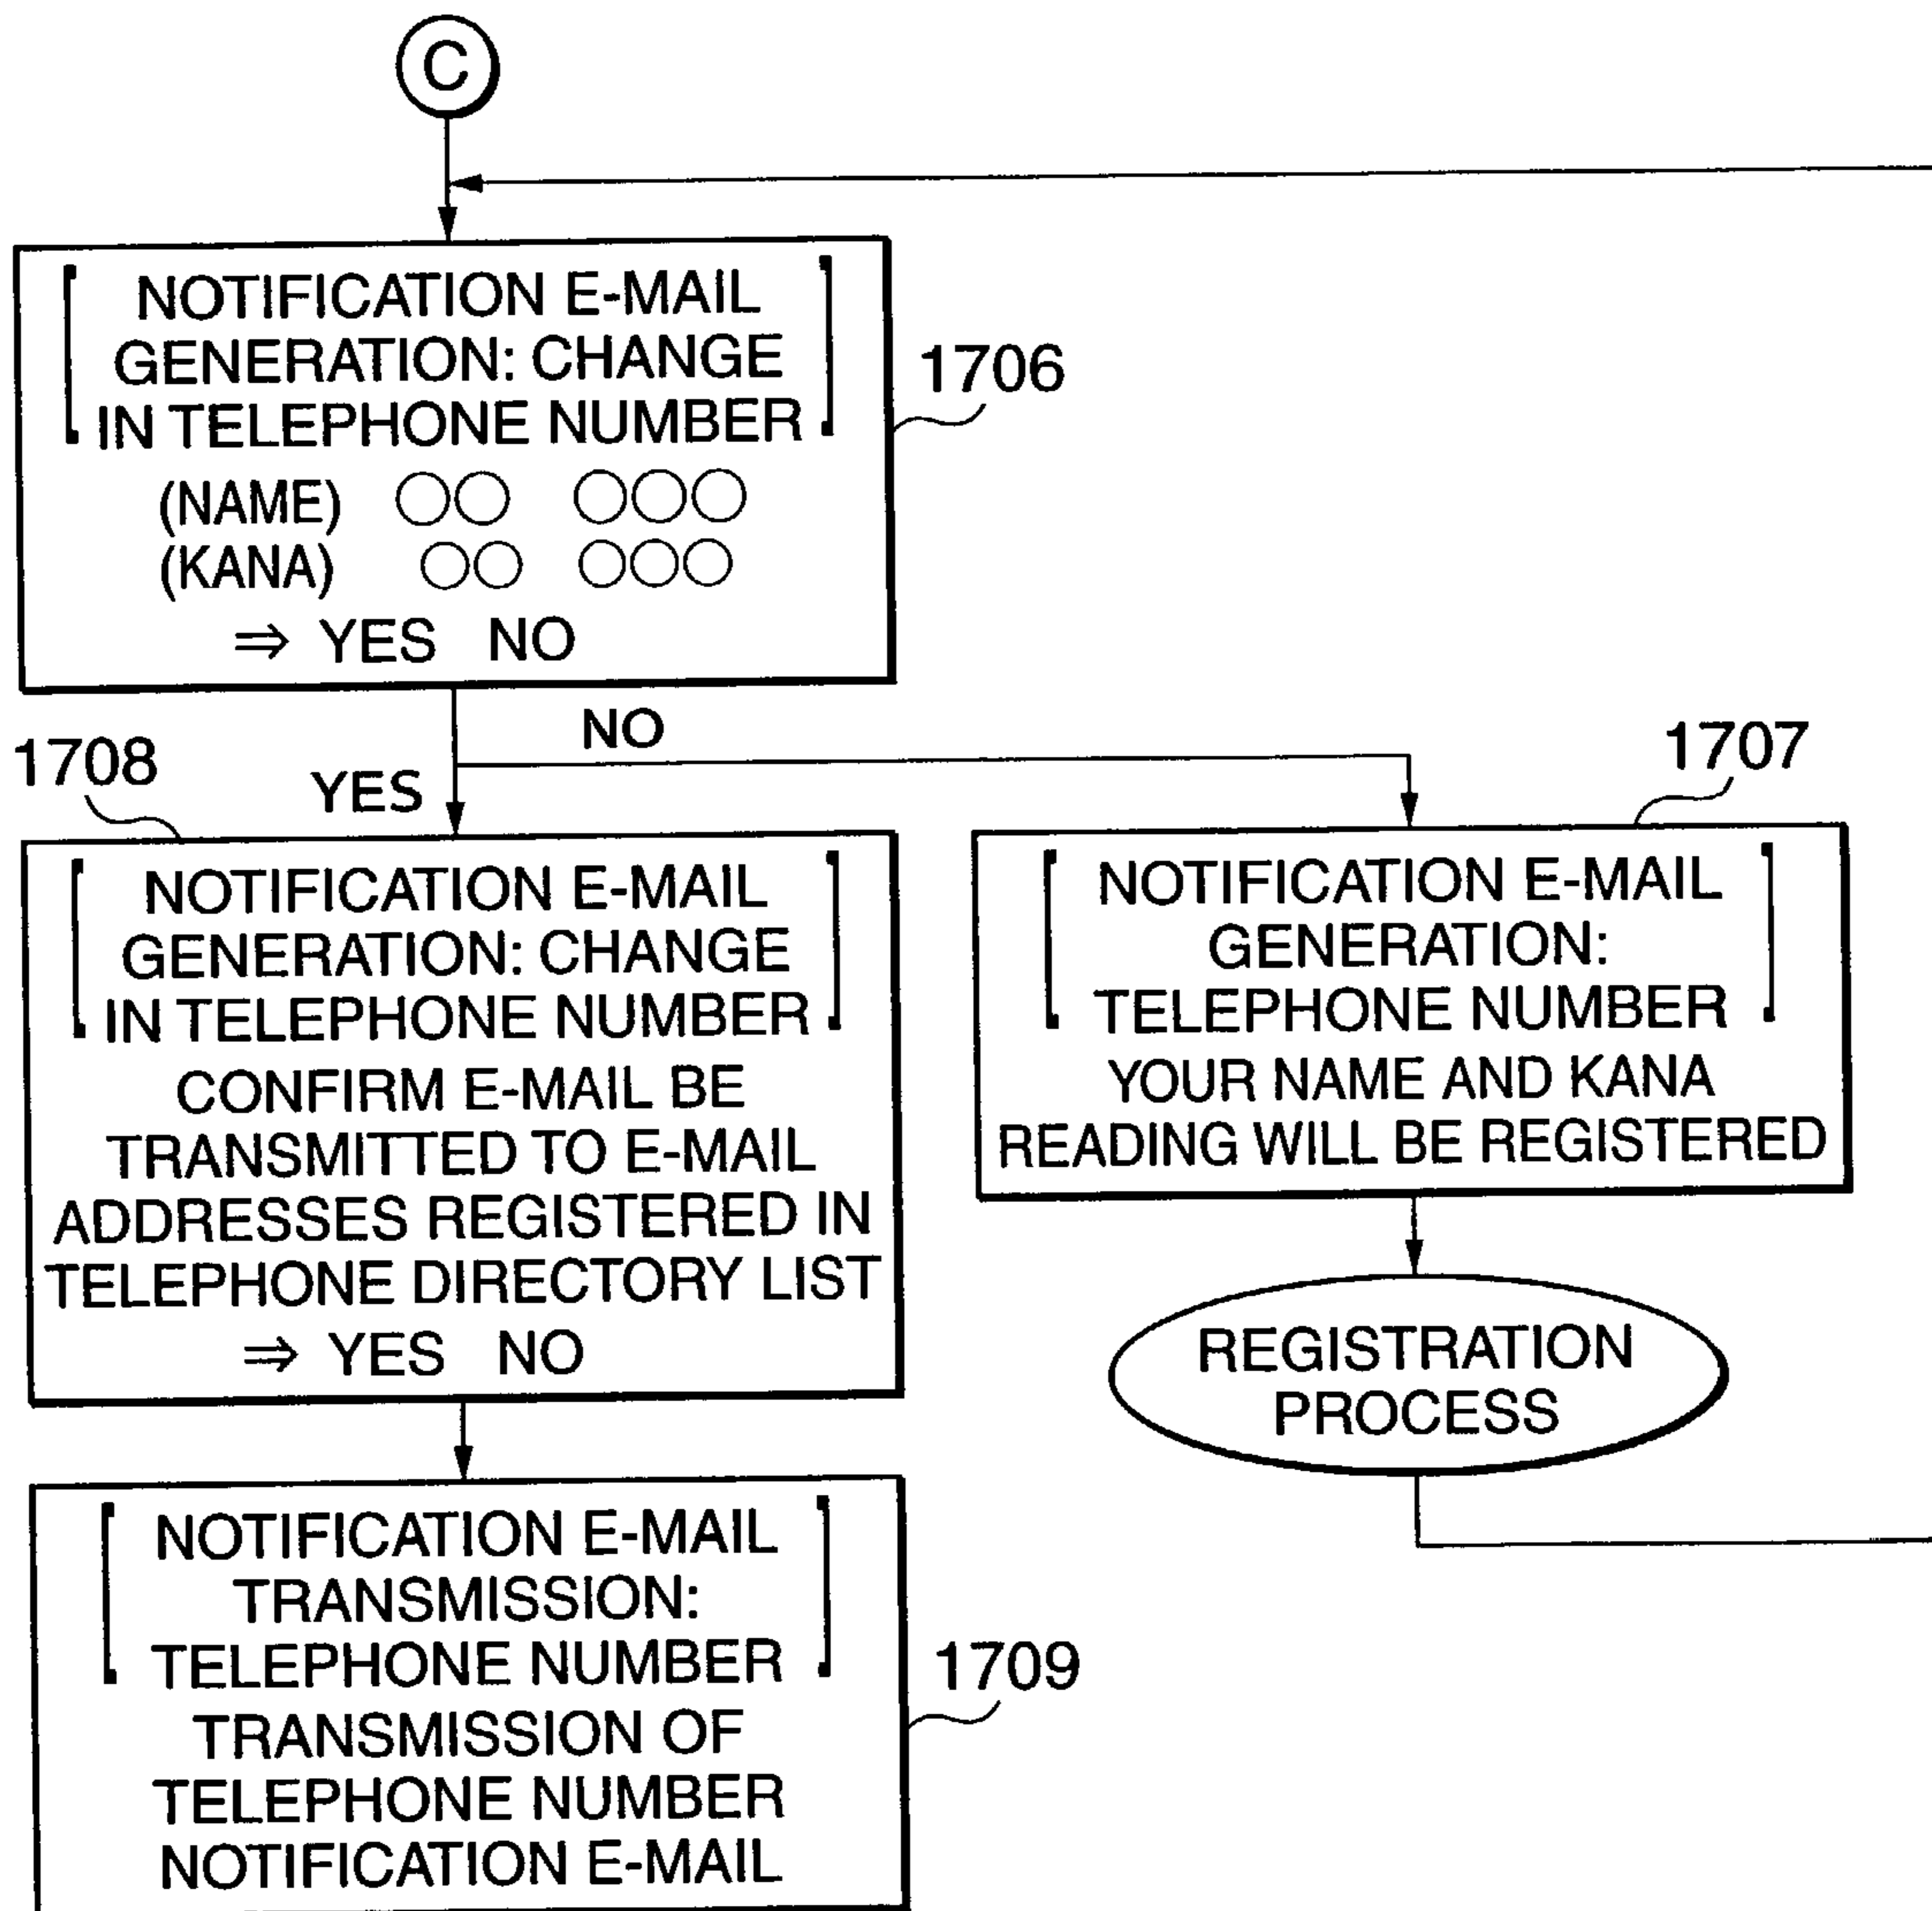 C
NOTIFICATION E-MAIL
GENERATION: CHANGE
IN TELEPHONE NUMBER
(NAME) ○○ ○○○
(KANA) ○○ ○○○
⇒ YES NO
1706
NO
YES
1708
NOTIFICATION E-MAIL
GENERATION: CHANGE
IN TELEPHONE NUMBER
CONFIRM E-MAIL BE
TRANSMITTED TO E-MAIL
ADDRESSES REGISTERED IN
TELEPHONE DIRECTORY LIST
⇒ YES NO
1707
NOTIFICATION E-MAIL
GENERATION:
TELEPHONE NUMBER
YOUR NAME AND KANA
READING WILL BE REGISTERED
REGISTRATION
PROCESS
NOTIFICATION E-MAIL
TRANSMISSION:
TELEPHONE NUMBER
TRANSMISSION OF
TELEPHONE NUMBER
NOTIFICATION E-MAIL
1709